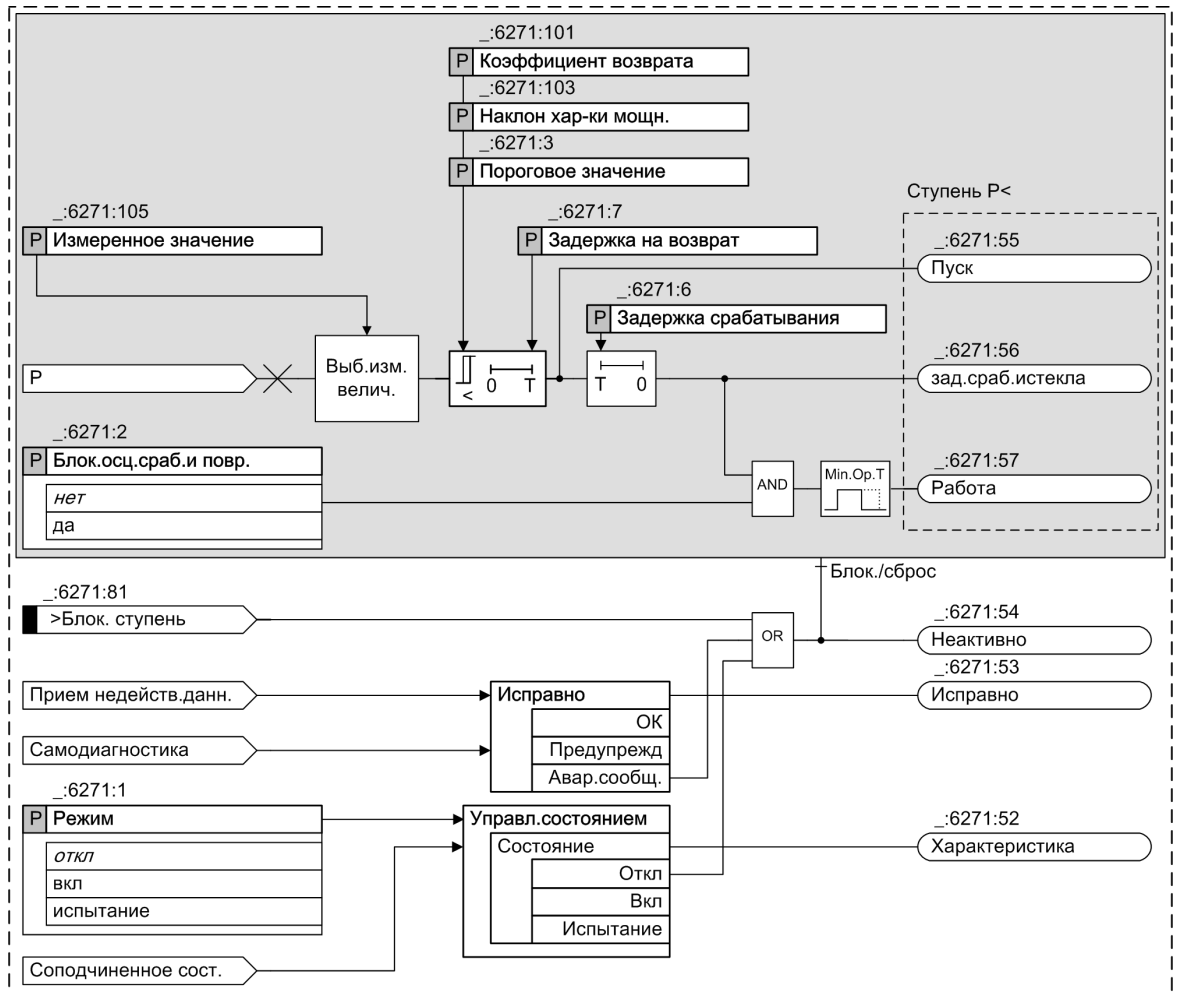 _:6271:101
P Коэффициент возврата
_:6271:103
P Наклон хар-ки мощн.
_:6271:3
P Пороговое значение
Ступень P<
_:6271:105
P Измеренное значение
_:6271:7
P Задержка на возврат
_:6271:55
Пуск
_:6271:6
P Задержка срабатывания
P
Выб.изм.
велич.
<
0 T
T 0
_:6271:56
зад.сраб.истекла
_:6271:2
P Блок.осц.сраб.и повр.
нет
да
AND
Min.Op.T
_:6271:57
Работа
Блок./сброс
_:6271:81
>Блок. ступень
OR
_:6271:54
Неактивно
_:6271:53
Исправно
Прием недейств.данн.
Самодиагностика
Исправно
ОК
Предупрежд
Авар.сообщ.
_:6271:1
P Режим
откл
вкл
испытание
Управл.состоянием
Состояние
Откл
Вкл
Испытание
_:6271:52
Характеристика
Соподчиненное сост.